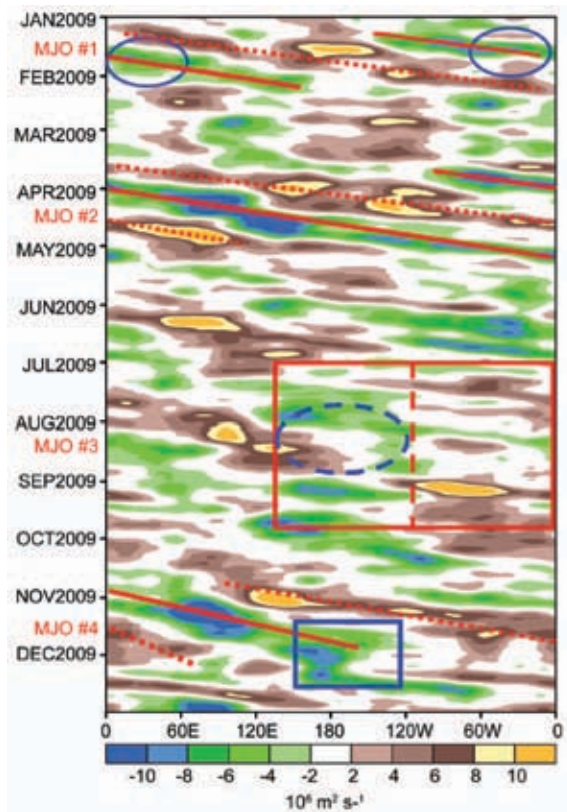 JAN2009
MJO #1
FEB2009
MAR2009
APR2009
MJO #2
MAY2009
JUN2009
JUL2009
AUG2009
MJO #3
SEP2009
OCT2009
NOV2009
MJO #4
DEC2009
0 60E 120E 180 120W 60W 0
-10 -8 -6 -4 -2 2 4 6 8 10
10⁶ m² s⁻¹